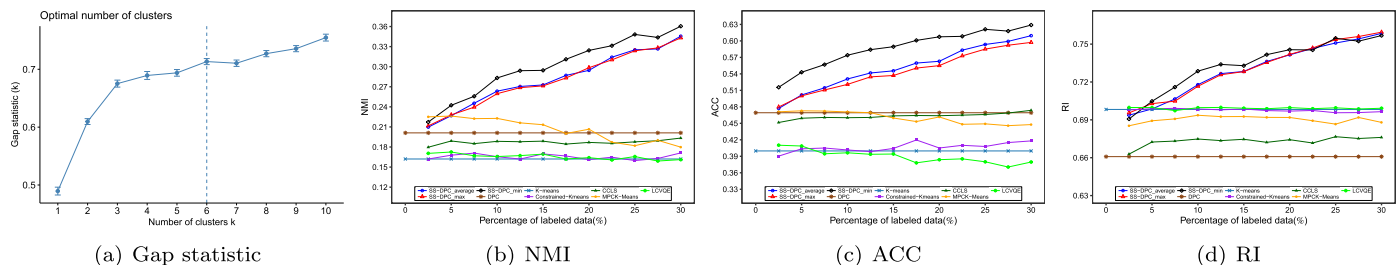 Optimal number of clusters
Gap statistic (k)
0.7
0.6
0.5
1 2 3 4 5 6 7 8 9 10
Number of clusters k
(a) Gap statistic
NMI
0.36
0.33
0.30
0.27
0.24
0.21
0.18
0.15
0.12
SS-DPC_average SS-DPC_min K-means CCLS LCVQE
SS-DPC_max DPC Constrained-Kmeans MPCK-Means
0 5 10 15 20 25 30
Percentage of labeled data(%)
(b) NMI
ACC
0.63
0.60
0.57
0.54
0.51
0.48
0.45
0.42
0.39
0.36
0.33
SS-DPC_average SS-DPC_min K-means CCLS LCVQE
SS-DPC_max DPC Constrained-Kmeans MPCK-Means
0 5 10 15 20 25 30
Percentage of labeled data(%)
(c) ACC
RI
0.75
0.72
0.69
0.66
0.63
SS-DPC_average SS-DPC_min K-means CCLS LCVQE
SS-DPC_max DPC Constrained-Kmeans MPCK-Means
0 5 10 15 20 25 30
Percentage of labeled data(%)
(d) RI